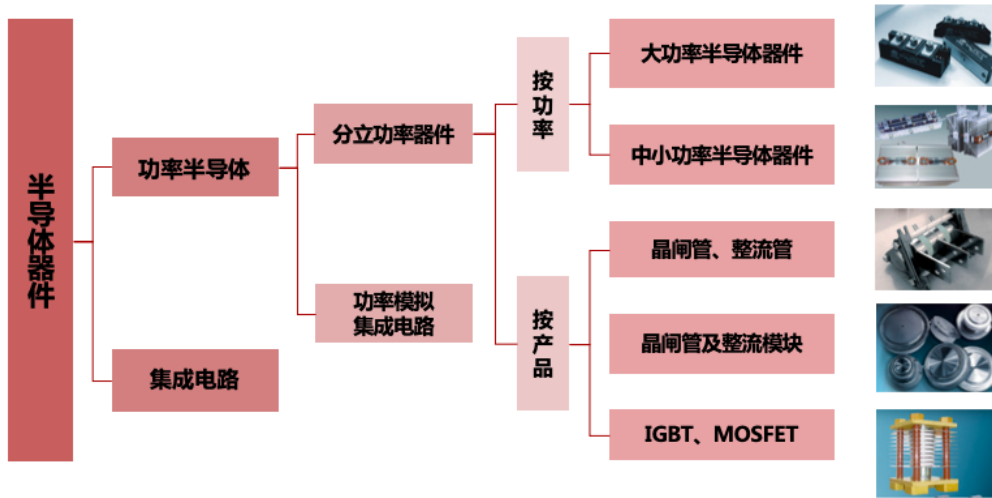 半导体器件
功率半导体
集成电路
分立功率器件
功率模拟
集成电路
按功率
按产品
大功率半导体器件
中小功率半导体器件
晶闸管、整流管
晶闸管及整流模块
IGBT、MOSFET